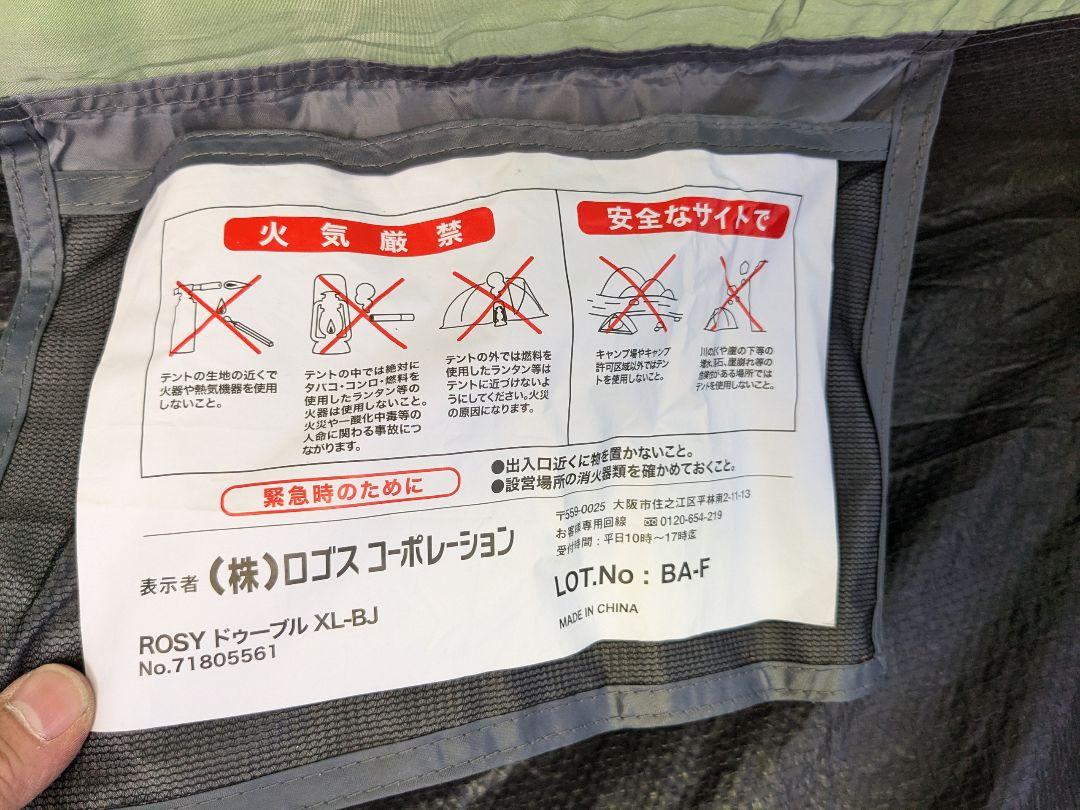 火気厳禁
安全なサイトで
テントの生地の近くで
火器や熱気機器を使用
しないこと。
テントの中では絶対に
タバコ・コンロ・燃料を
使用したランタン等の
火器は使用しないこと。
火災や一酸化中毒等の
人命に関わる事故につ
ながります。
テントの外では燃料を
使用したランタン等は
テントに近づけないよ
うにしてください。火災
の原因になります。
キャンプ場やキャンプ
許可区域以外ではテン
トを使用しないこと。
川の近くや崖の下等の
増水、落石、崖崩れ等の
危険性がある場所では
テントを使用しないこと。
緊急時のために
●出入口近くに物を置かないこと。
●設営場所の消火器類を確かめておくこと。
表示者 (株)ロゴス コーポレーション
〒559-0025 大阪市住之江区平林南2-11-13
お客様専用回線 0120-654-219
受付時間:平日10時〜17時迄
ROSY ドゥーブル XL-BJ
No.71805561
LOT.No : BA-F
MADE IN CHINA